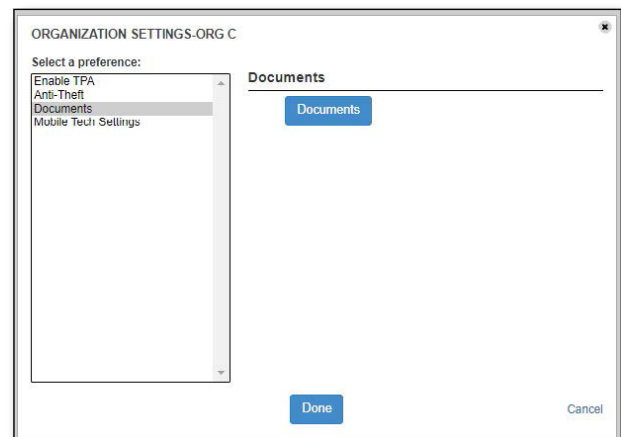 ORGANIZATION SETTINGS-ORG C
Select a preference:
Enable TPA
Anti-Theft
Documents
Mobile Tech Settings
Documents
Documents
Done
Cancel